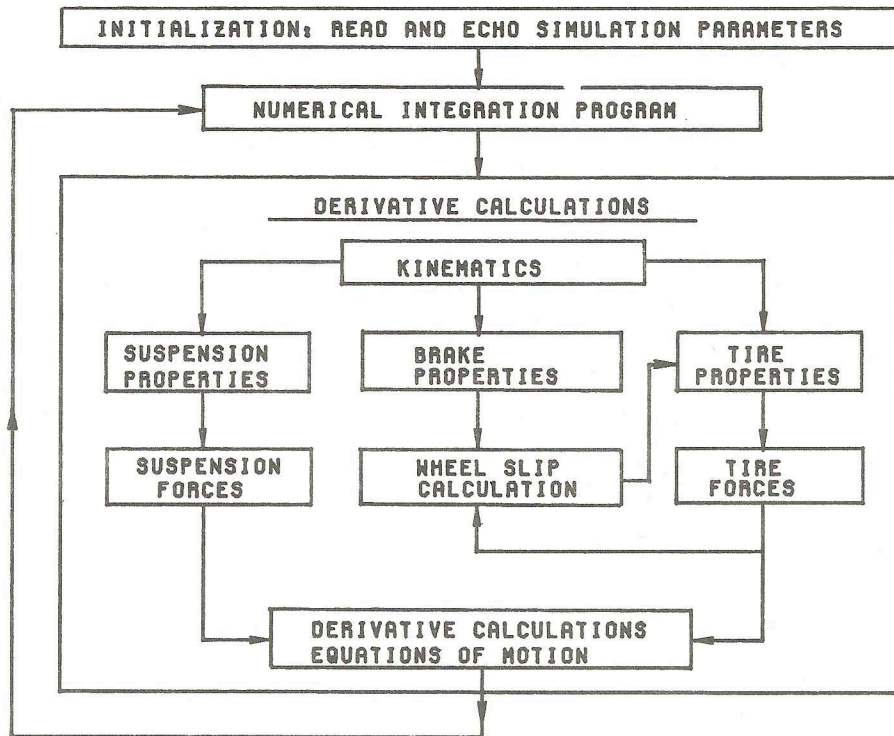 INITIALIZATION: READ AND ECHO SIMULATION PARAMETERS
NUMERICAL INTEGRATION PROGRAM
DERIVATIVE CALCULATIONS
KINEMATICS
SUSPENSION
PROPERTIES
BRAKE
PROPERTIES
TIRE
PROPERTIES
SUSPENSION
FORCES
WHEEL SLIP
CALCULATION
TIRE
FORCES
DERIVATIVE CALCULATIONS
EQUATIONS OF MOTION